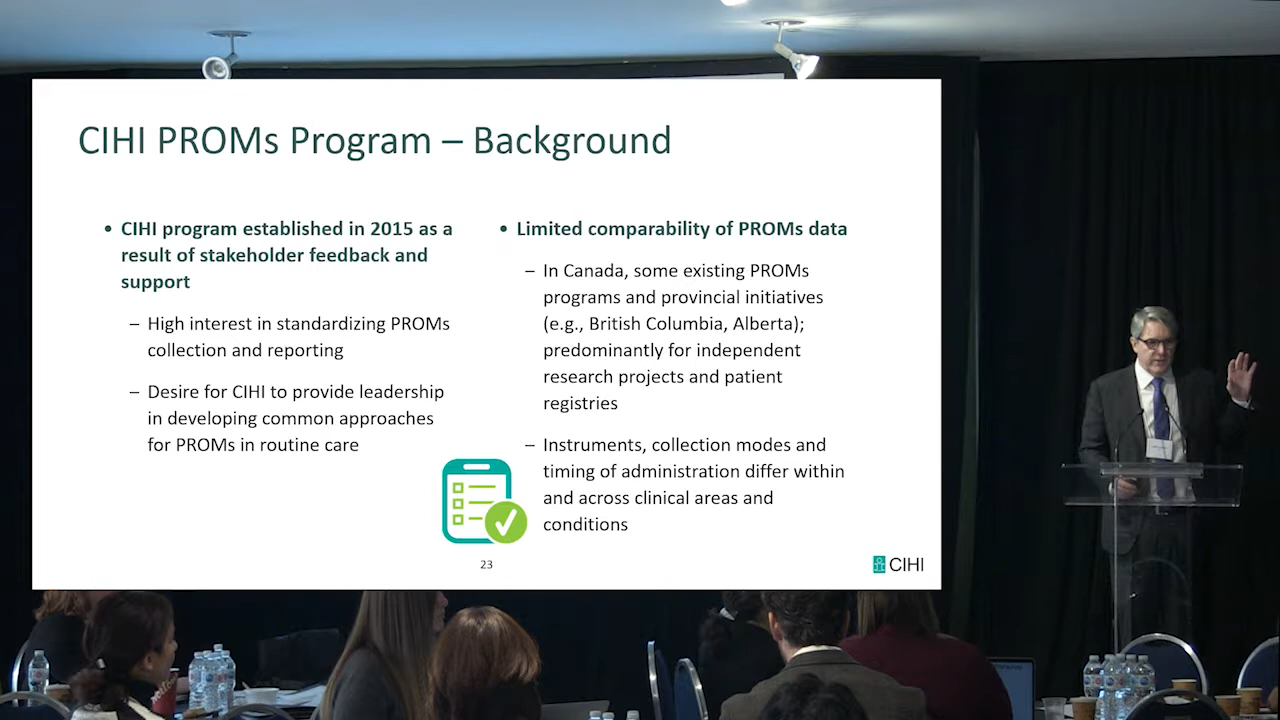 CIHI PROMs Program – Background
• CIHI program established in 2015 as a
result of stakeholder feedback and
support
– High interest in standardizing PROMs
collection and reporting
– Desire for CIHI to provide leadership
in developing common approaches
for PROMs in routine care
• Limited comparability of PROMs data
– In Canada, some existing PROMs
programs and provincial initiatives
(e.g., British Columbia, Alberta);
predominantly for independent
research projects and patient
registries
– Instruments, collection modes and
timing of administration differ within
and across clinical areas and
conditions
23
CIHI